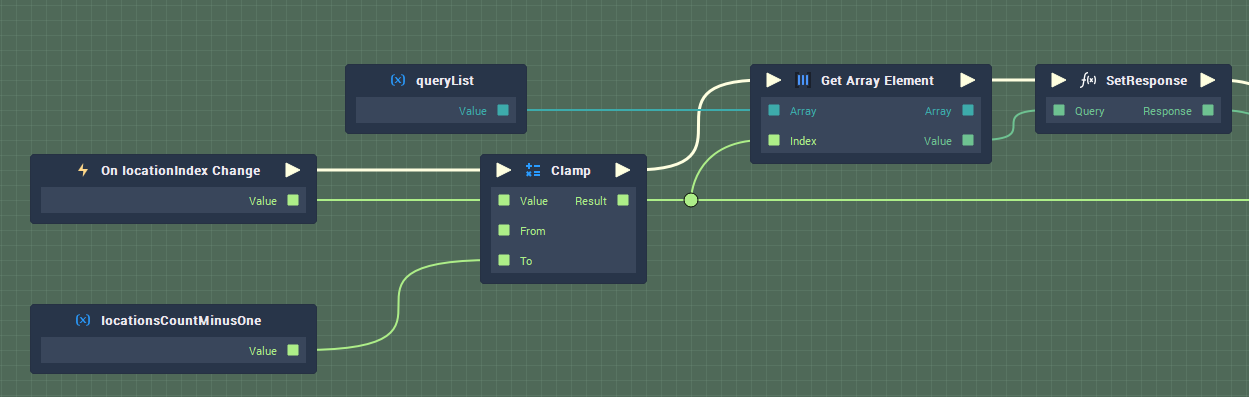 queryList
Value
On locationIndex Change
Value
locationsCountMinusOne
Value
Clamp
Value Result
From
To
Get Array Element
Array Array
Index Value
f(x) SetResponse
Query Response